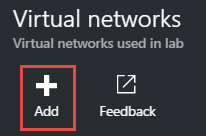 Virtual networks
Virtual networks used in lab
Add
Feedback